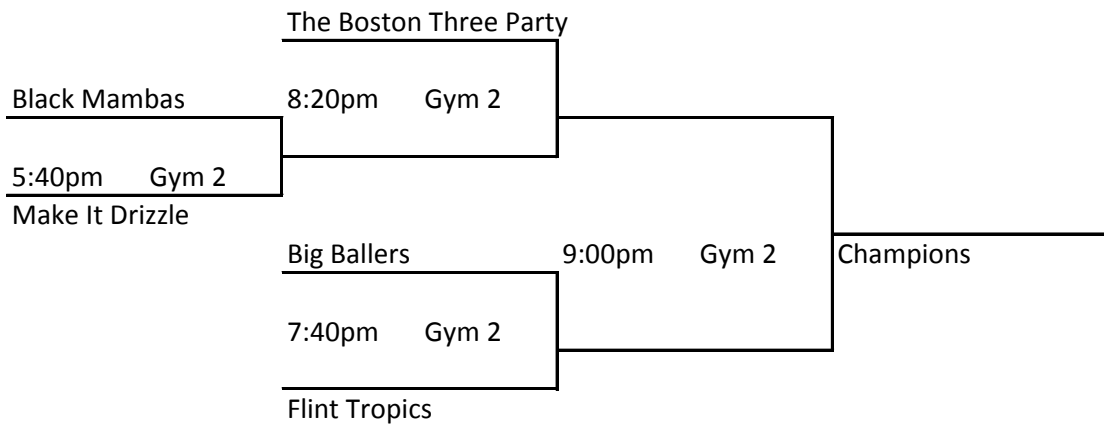 The Boston Three Party
Black Mambas 8:20pm Gym 2
5:40pm Gym 2
Make It Drizzle
Big Ballers 9:00pm Gym 2 Champions
7:40pm Gym 2
Flint Tropics